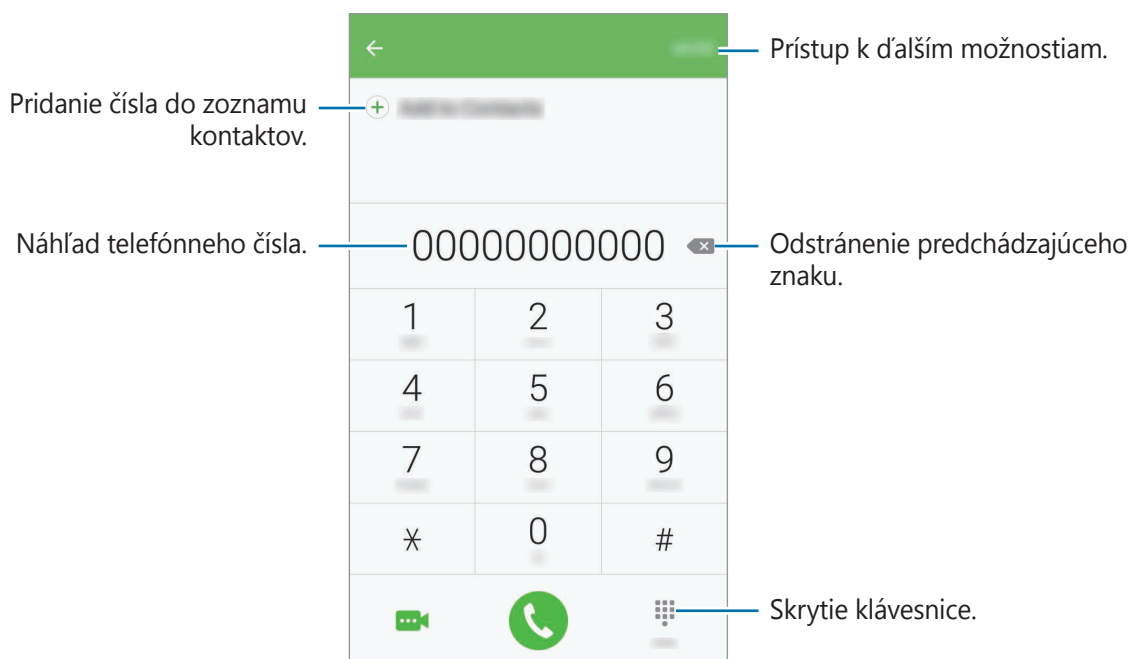 Prístup k ďalším možnostiam.
Pridanie čísla do zoznamu
kontaktov.
Náhľad telefónneho čísla.
00000000000
Odstránenie predchádzajúceho
znaku.
1 2 3
4 5 6
7 8 9
* 0 #
Skrytie klávesnice.